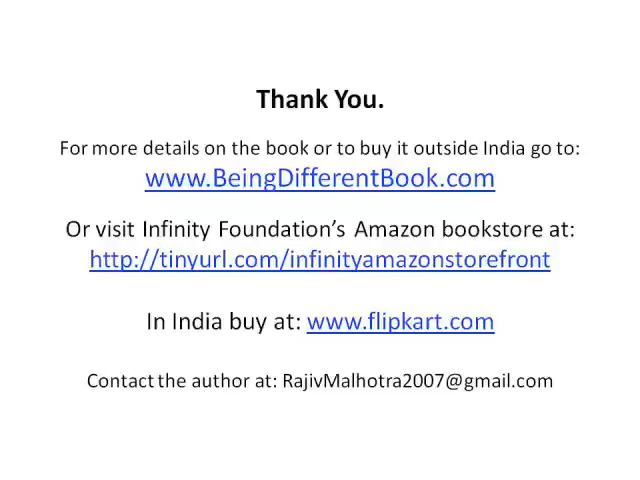 Thank You.
For more details on the book or to buy it outside India go to:
www.BeingDifferentBook.com
Or visit Infinity Foundation’s Amazon bookstore at:
http://tinyurl.com/infinityamazonstorefront
In India buy at: www.flipkart.com
Contact the author at: RajivMalhotra2007@gmail.com